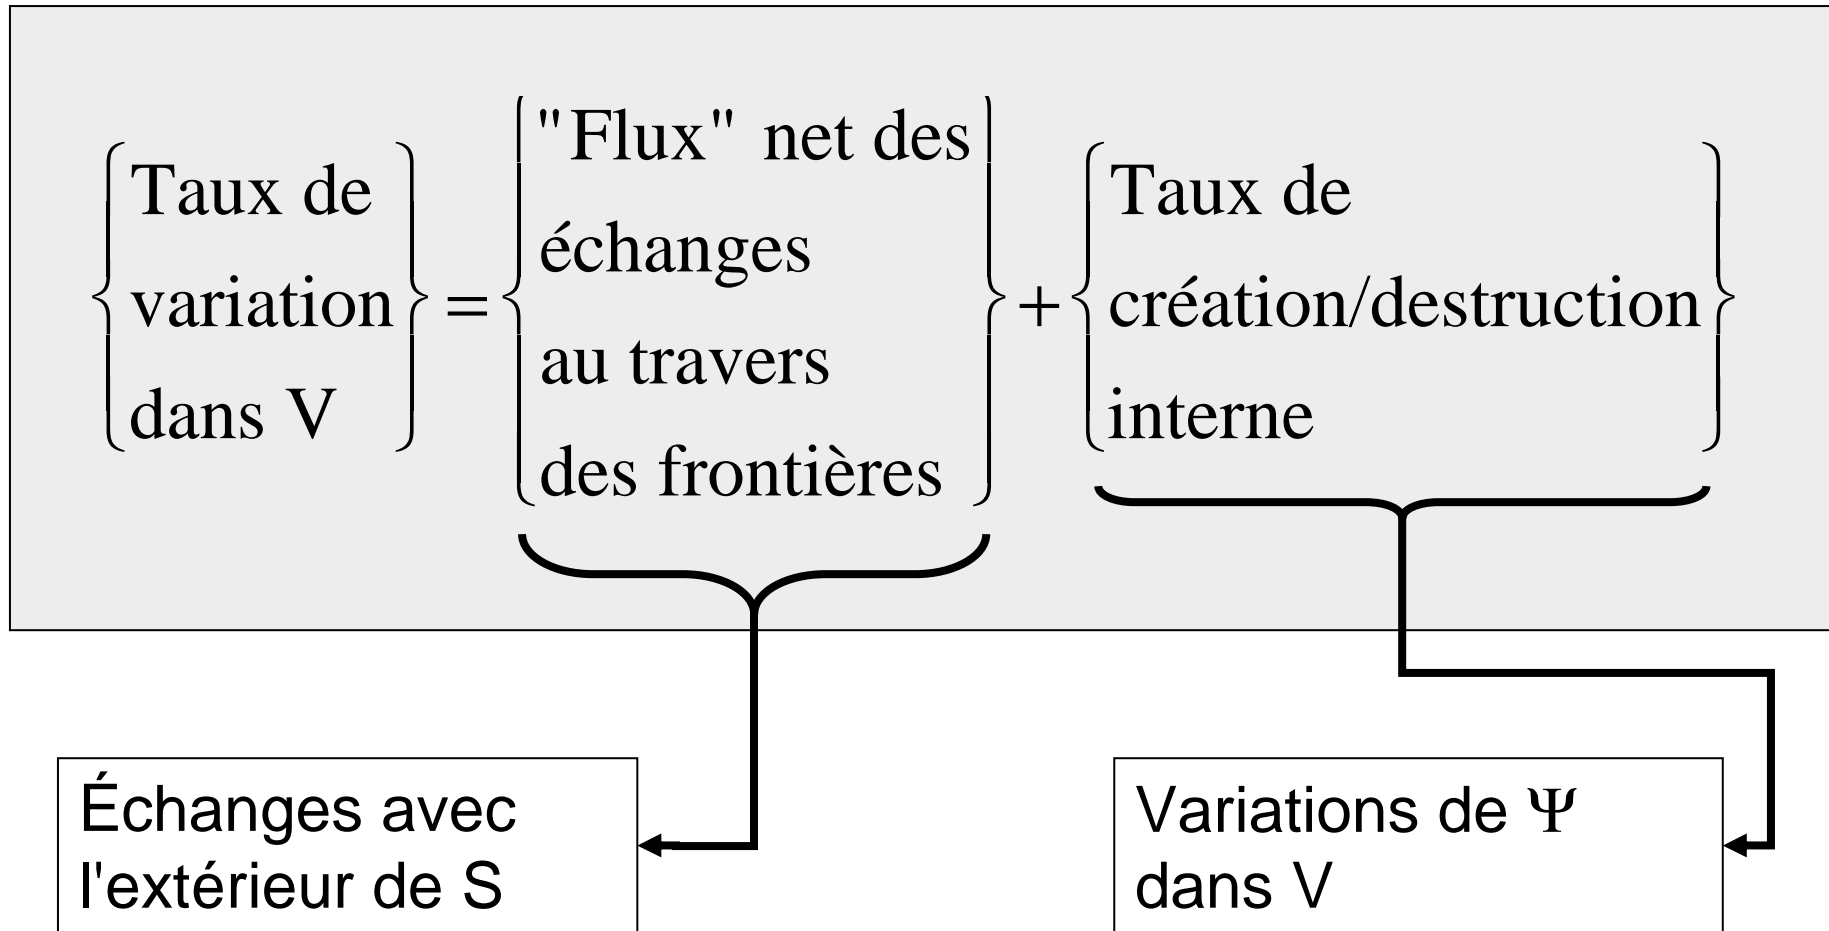 Taux de
variation
dans V
=
"Flux" net des
échanges
au travers
des frontières
+
Taux de
création/destruction
interne
Échanges avec
l'extérieur de S
Variations de Ψ
dans V